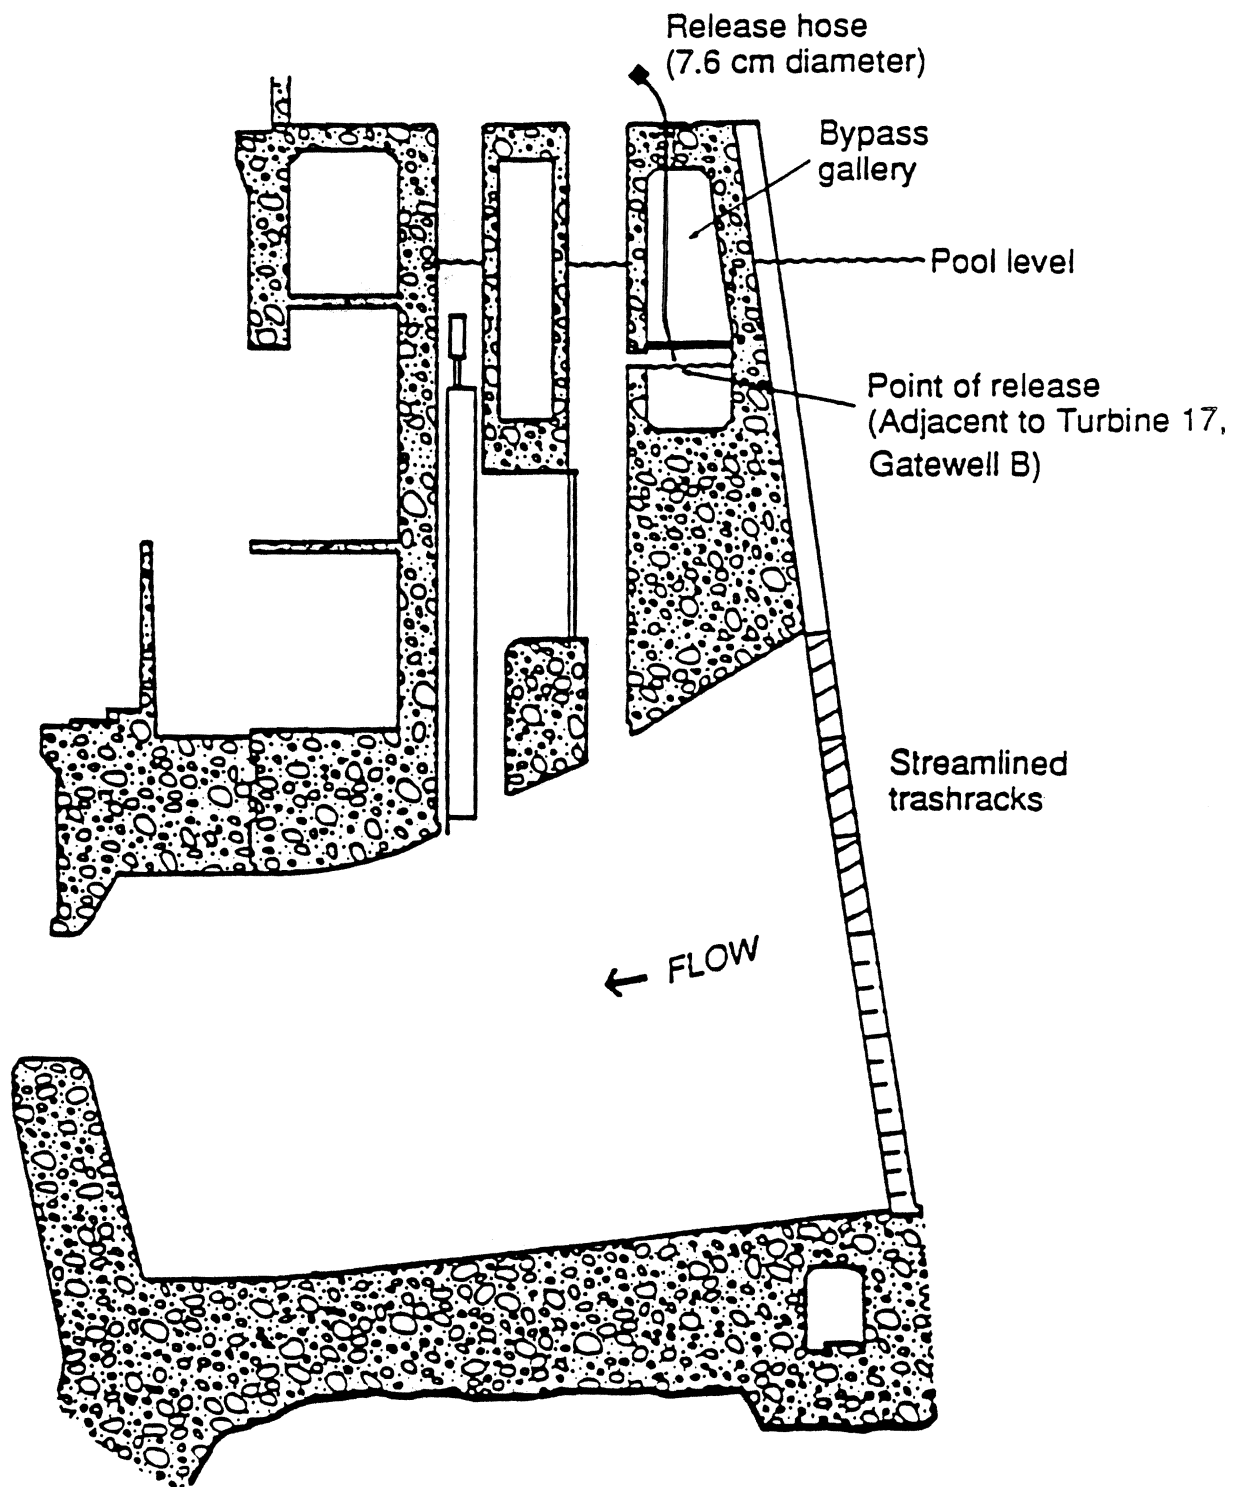 Release hose
(7.6 cm diameter)
Bypass
gallery
Pool level
Point of release
(Adjacent to Turbine 17,
Gatewell B)
Streamlined
trashracks
← FLOW